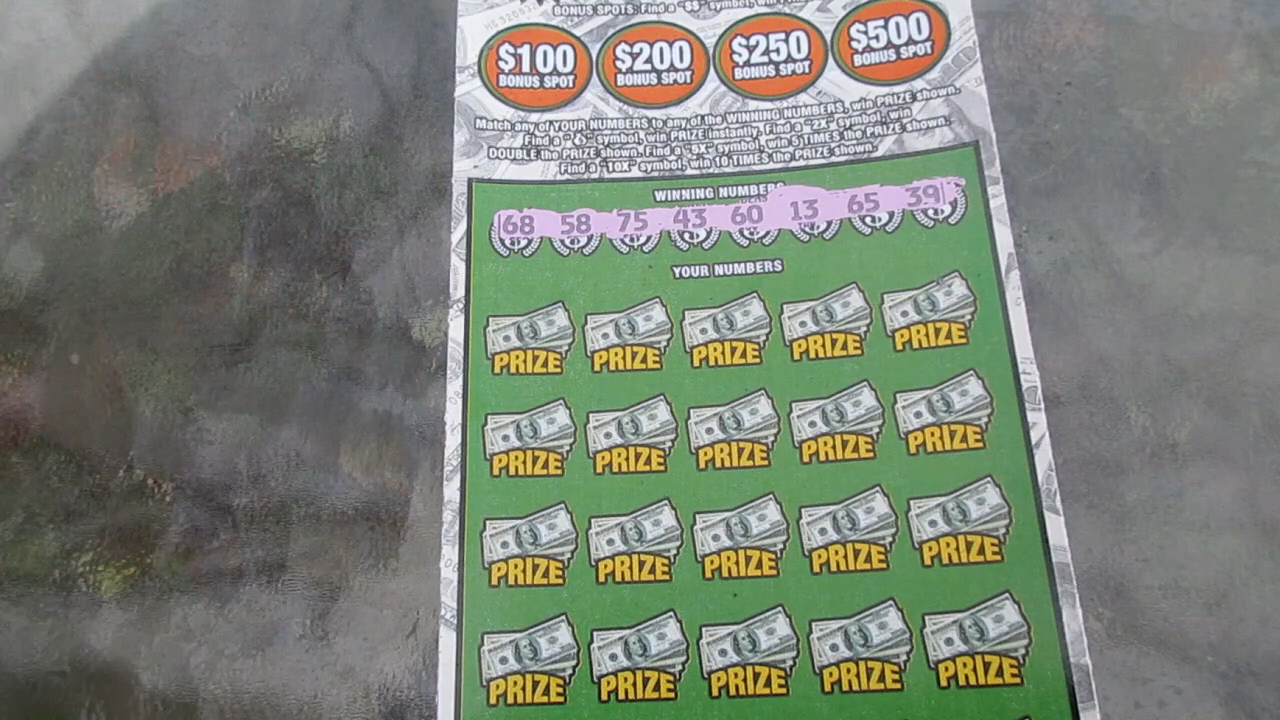 BONUS SPOTS: Find a "$$" symbol, win
$100 $200 $250 $500
BONUS SPOT BONUS SPOT BONUS SPOT BONUS SPOT
Match any of YOUR NUMBERS to any of the WINNING NUMBERS, win PRIZE shown.
Find a " " symbol, win PRIZE instantly. Find a "2X" symbol, win
DOUBLE the PRIZE shown. Find a "5X" symbol, win 5 TIMES the PRIZE shown.
Find a "10X" symbol, win 10 TIMES the PRIZE shown.
WINNING NUMBERS
68 58 75 43 60 13 65 39
YOUR NUMBERS
PRIZE PRIZE PRIZE PRIZE PRIZE
PRIZE PRIZE PRIZE PRIZE PRIZE
PRIZE PRIZE PRIZE PRIZE PRIZE
PRIZE PRIZE PRIZE PRIZE PRIZE